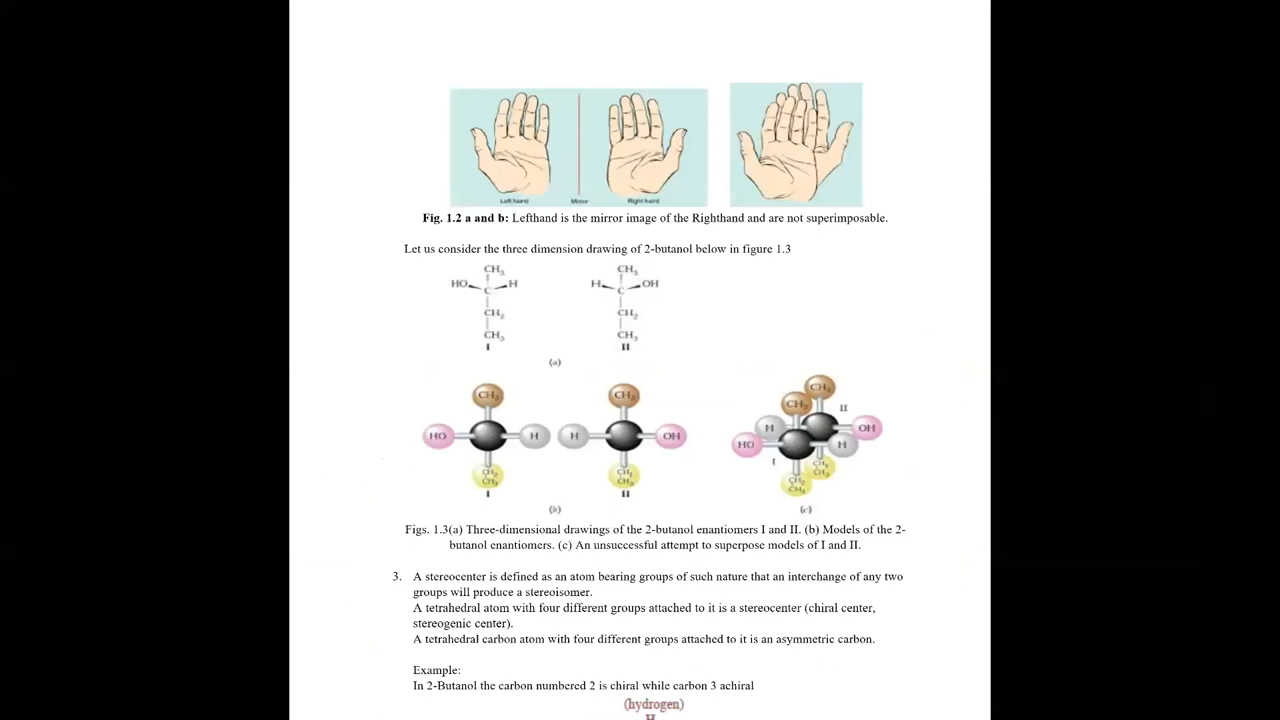 Left hand Mirror Right hand
Fig. 1.2 a and b: Lefthand is the mirror image of the Righthand and are not superimposable.
Let us consider the three dimension drawing of 2-butanol below in figure 1.3
CH3 CH3
HO C H H C OH
CH2 CH2
CH3 CH3
I II
(a)
CH3 CH3
HO H H OH
CH2 CH2
CH3 CH3
I II
(b)
CH3
CH3
II
H OH
HO H
I CH2
CH3
CH2
CH3
(c)
Figs. 1.3(a) Three-dimensional drawings of the 2-butanol enantiomers I and II. (b) Models of the 2-
butanol enantiomers. (c) An unsuccessful attempt to superpose models of I and II.
3. A stereocenter is defined as an atom bearing groups of such nature that an interchange of any two
groups will produce a stereoisomer.
A tetrahedral atom with four different groups attached to it is a stereocenter (chiral center,
stereogenic center).
A tetrahedral carbon atom with four different groups attached to it is an asymmetric carbon.
Example:
In 2-Butanol the carbon numbered 2 is chiral while carbon 3 achiral
(hydrogen)
H